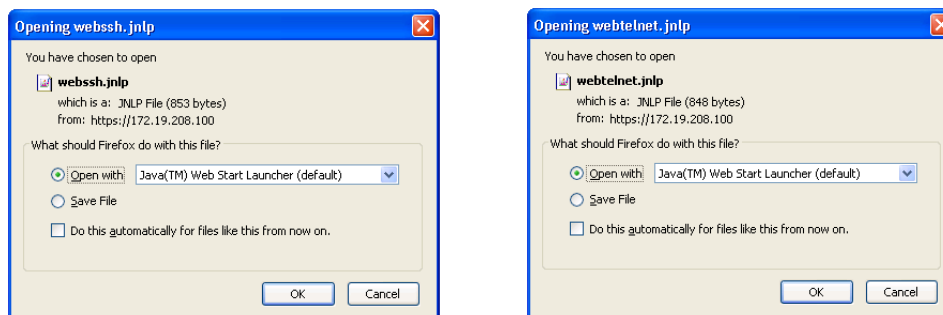 Opening webssh.jnlp
You have chosen to open
webssh.jnlp
which is a: JNLP File (853 bytes)
from: https://172.19.208.100
What should Firefox do with this file?
Open with Java(TM) Web Start Launcher (default)
Save File
Do this automatically for files like this from now on.
OK Cancel
Opening webtelnet.jnlp
You have chosen to open
webtelnet.jnlp
which is a: JNLP File (848 bytes)
from: https://172.19.208.100
What should Firefox do with this file?
Open with Java(TM) Web Start Launcher (default)
Save File
Do this automatically for files like this from now on.
OK Cancel